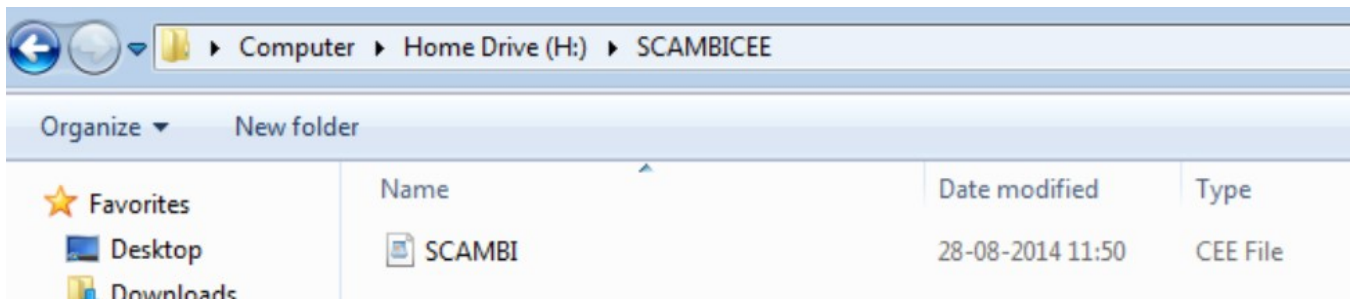 Computer Home Drive (H:) SCAMBICEE
Organize New folder
Name Date modified Type
Favorites
Desktop
SCAMBI 28-08-2014 11:50 CEE File
Downloads